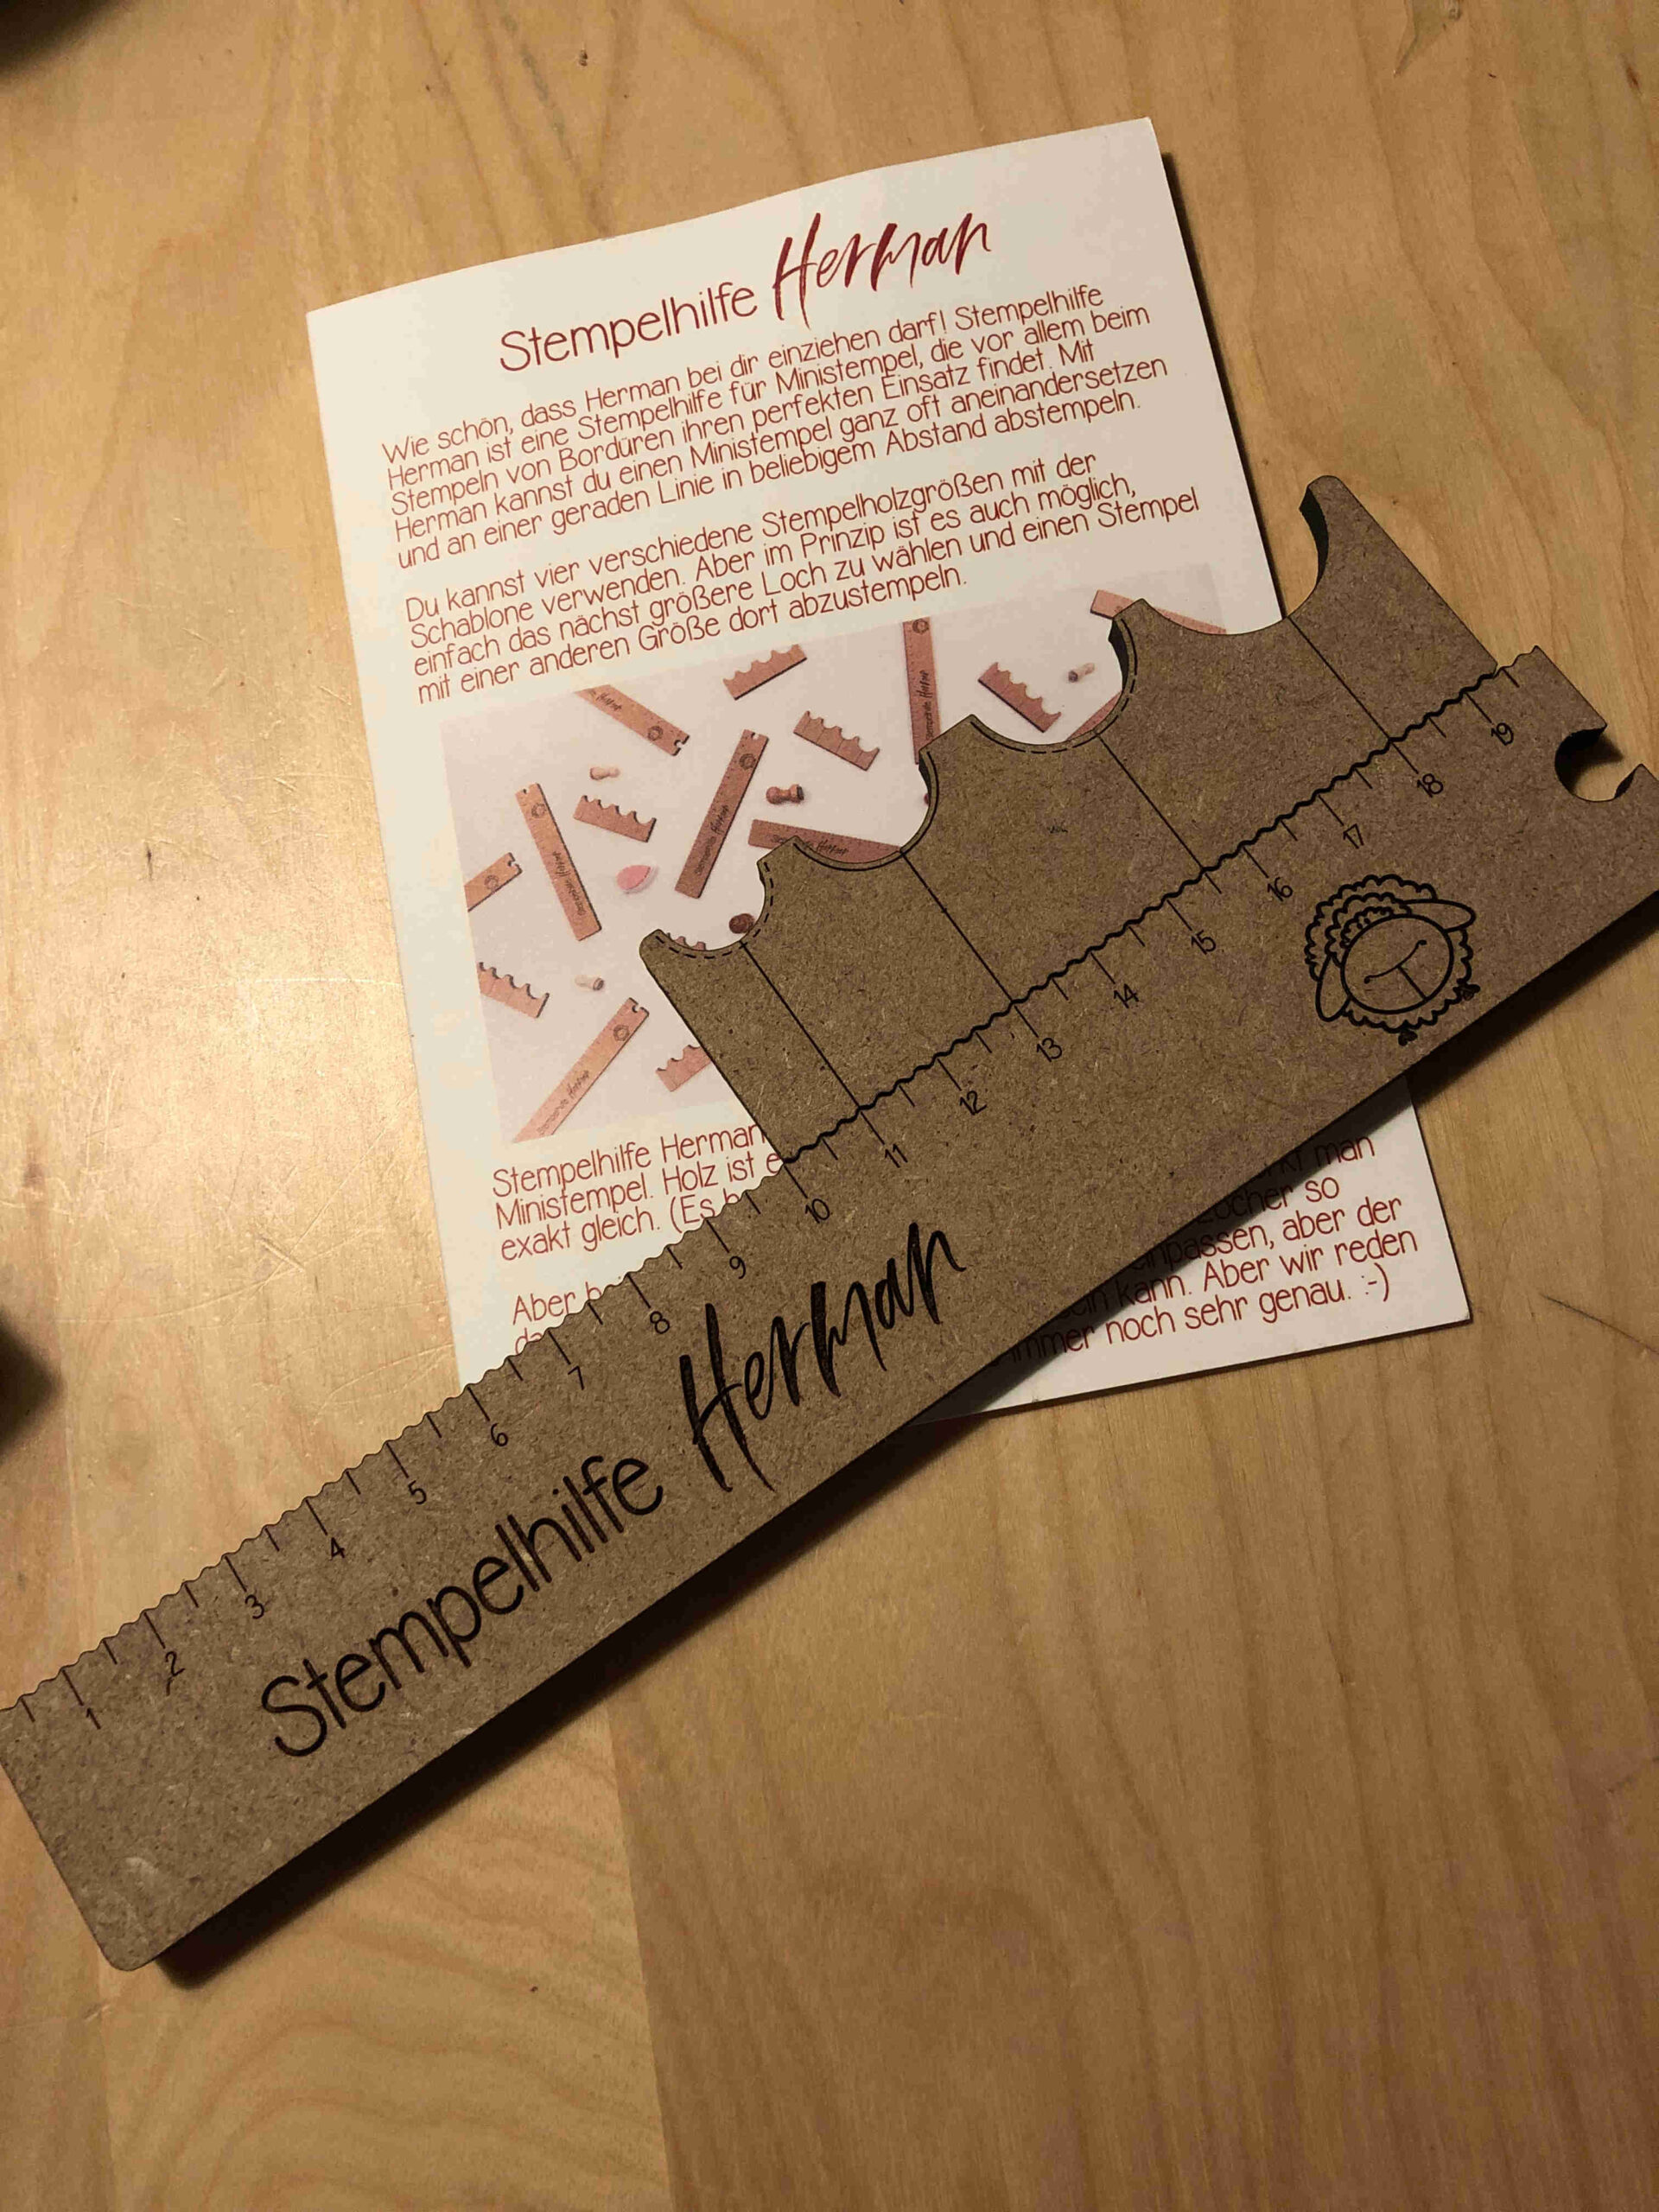 Stempelhilfe Herman
Wie schön, dass Herman bei dir einziehen darf! Stempelhilfe
Herman ist eine Stempelhilfe für Ministempel, die vor allem beim
Stempeln von Bordüren ihren perfekten Einsatz findet. Mit
Herman kannst du einen Ministempel ganz oft aneinandersetzen
und an einer geraden Linie in beliebigem Abstand abstempeln.
Du kannst vier verschiedene Stempelholzgrößen mit der
Schablone verwenden. Aber im Prinzip ist es auch möglich,
einfach das nächst größere Loch zu wählen und einen Stempel
mit einer anderen Größe dort abzustempeln.
Stempelhilfe Herman
Ministempel. Holz ist
exakt gleich. (Es
Aber
man
so
aber der
kann. Aber wir reden
noch sehr genau. :-)
1 2 3 4 5 6 7 8 9 10 11 12 13 14 15 16 17 18 19
Stempelhilfe Herman